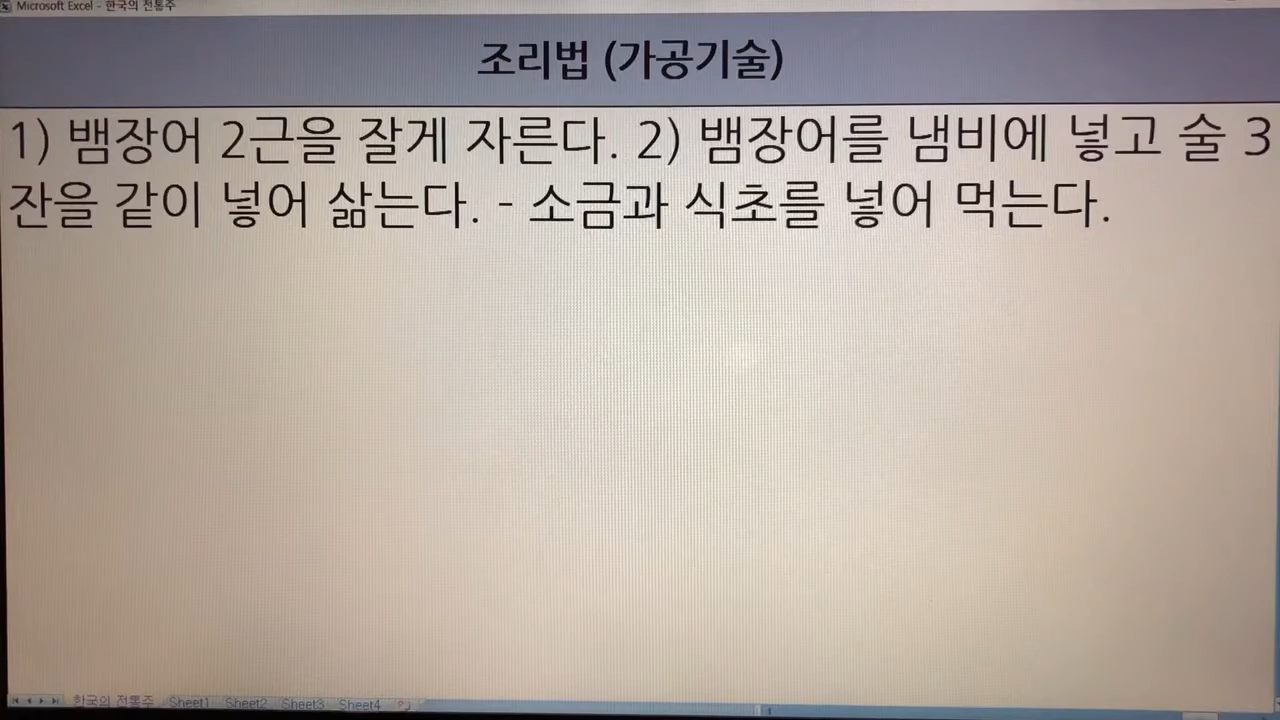 Microsoft Excel - 한국의 전통주
조리법 (가공기술)
1) 뱀장어 2근을 잘게 자른다. 2) 뱀장어를 냄비에 넣고 술 3
잔을 같이 넣어 삶는다. - 소금과 식초를 넣어 먹는다.
한국의 전통주 Sheet1 Sheet2 Sheet3 Sheet4